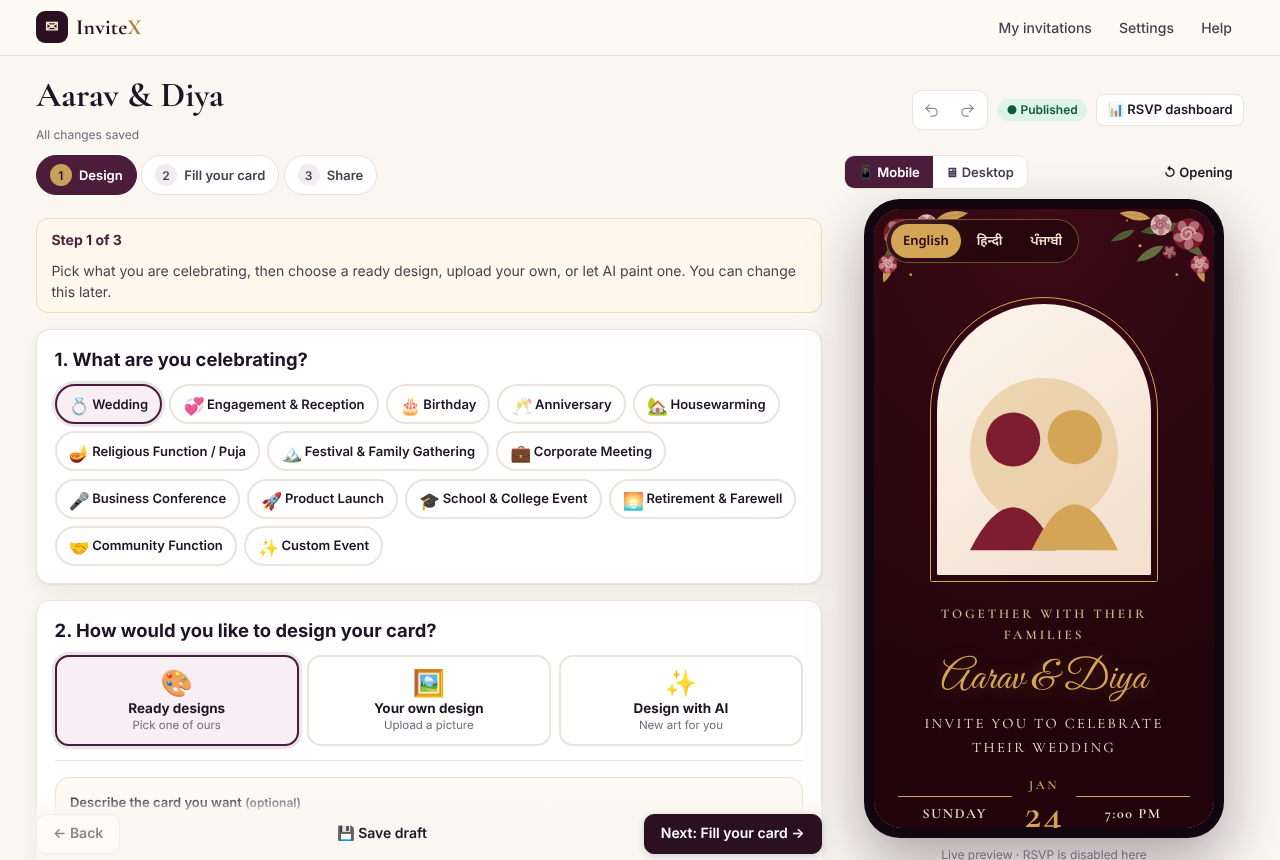 ✉ InviteX
My invitations Settings Help
Aarav & Diya
All changes saved
Published
📊 RSVP dashboard
1 Design
2 Fill your card
3 Share
📱 Mobile
🖥 Desktop
↺ Opening
Step 1 of 3
Pick what you are celebrating, then choose a ready design, upload your own, or let AI paint one. You can change
this later.
1. What are you celebrating?
💍 Wedding
💞 Engagement & Reception
🎂 Birthday
🥂 Anniversary
🏡 Housewarming
🪔 Religious Function / Puja
🏔️ Festival & Family Gathering
💼 Corporate Meeting
🎤 Business Conference
🚀 Product Launch
🎓 School & College Event
🌅 Retirement & Farewell
🤝 Community Function
✨ Custom Event
2. How would you like to design your card?
🎨
Ready designs
Pick one of ours
🖼️
Your own design
Upload a picture
✨
Design with AI
New art for you
Describe the card you want (optional)
← Back
💾 Save draft
Next: Fill your card →
English हिन्दी ਪੰਜਾਬੀ
TOGETHER WITH THEIR
FAMILIES
Aarav & Diya
INVITE YOU TO CELEBRATE
THEIR WEDDING
JAN
SUNDAY 24 7:00 PM
Live preview · RSVP is disabled here